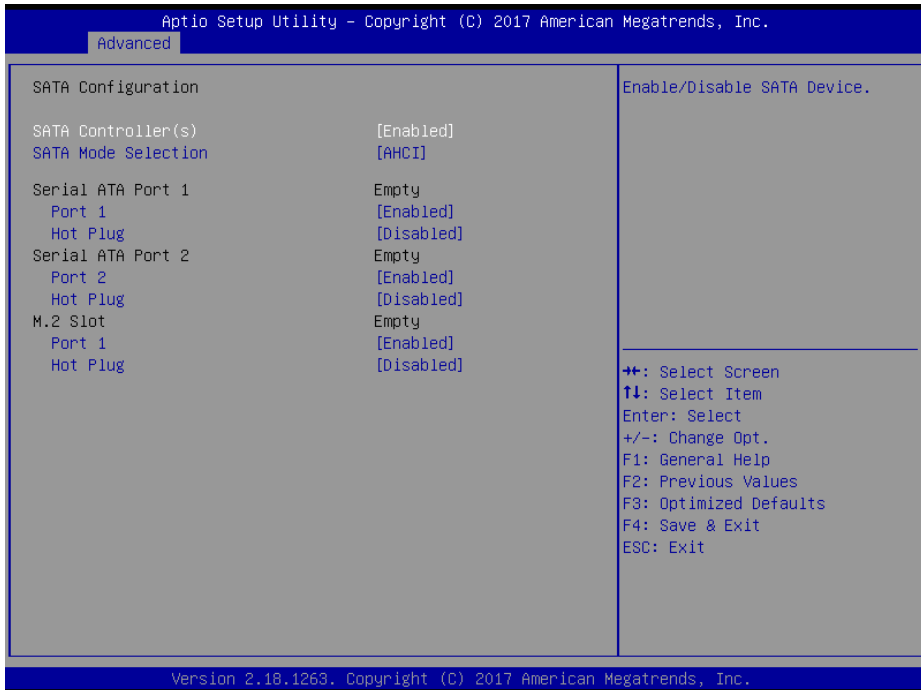 Aptio Setup Utility – Copyright (C) 2017 American Megatrends, Inc.
Advanced
SATA Configuration
SATA Controller(s) [Enabled]
SATA Mode Selection [AHCI]
Serial ATA Port 1 Empty
Port 1 [Enabled]
Hot Plug [Disabled]
Serial ATA Port 2 Empty
Port 2 [Enabled]
Hot Plug [Disabled]
M.2 Slot Empty
Port 1 [Enabled]
Hot Plug [Disabled]
Enable/Disable SATA Device.
→←: Select Screen
↑↓: Select Item
Enter: Select
+/-: Change Opt.
F1: General Help
F2: Previous Values
F3: Optimized Defaults
F4: Save & Exit
ESC: Exit
Version 2.18.1263. Copyright (C) 2017 American Megatrends, Inc.